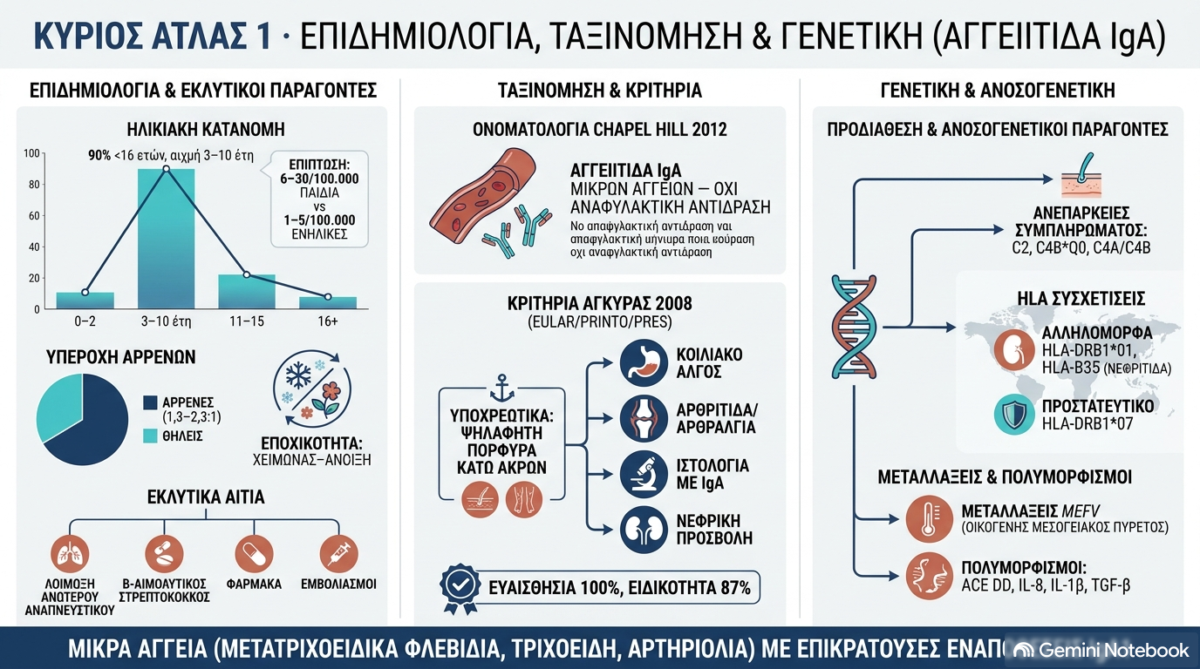 ΚΥΡΙΟΣ ΑΤΛΑΣ 1 · ΕΠΙΔΗΜΙΟΛΟΓΙΑ, ΤΑΞΙΝΟΜΗΣΗ & ΓΕΝΕΤΙΚΗ (ΑΓΓΕΙΙΤΙΔΑ IgA)
ΕΠΙΔΗΜΙΟΛΟΓΙΑ & ΕΚΛΥΤΙΚΟΙ ΠΑΡΑΓΟΝΤΕΣ
ΗΛΙΚΙΑΚΗ ΚΑΤΑΝΟΜΗ
90% <16 ετών, αιχμή 3–10 έτη
100
80
60
40
20
0
0–2
3–10 έτη
11–15
16+
ΕΠΙΠΤΩΣΗ:
6–30/100.000
ΠΑΙΔΙΑ
vs
1–5/100.000
ΕΝΗΛΙΚΕΣ
ΥΠΕΡΟΧΗ ΑΡΡΕΝΩΝ
ΑΡΡΕΝΕΣ
(1,3–2,3:1)
ΘΗΛΕΙΣ
ΕΠΟΧΙΚΟΤΗΤΑ:
ΧΕΙΜΩΝΑΣ–ΑΝΟΙΞΗ
ΕΚΛΥΤΙΚΑ ΑΙΤΙΑ
ΛΟΙΜΩΞΗ
ΑΝΩΤΕΡΟΥ
ΑΝΑΠΝΕΥΣΤΙΚΟΥ
Β-ΑΙΜΟΛΥΤΙΚΟΣ
ΣΤΡΕΠΤΟΚΟΚΚΟΣ
ΦΑΡΜΑΚΑ
ΕΜΒΟΛΙΑΣΜΟΙ
ΤΑΞΙΝΟΜΗΣΗ & ΚΡΙΤΗΡΙΑ
ΟΝΟΜΑΤΟΛΟΓΙΑ CHAPEL HILL 2012
ΑΓΓΕΙΙΤΙΔΑ IgA
ΜΙΚΡΩΝ ΑΓΓΕΙΩΝ — ΟΧΙ
ΑΝΑΦΥΛΑΚΤΙΚΗ ΑΝΤΙΔΡΑΣΗ
οχι αναφυλακτική αντίδραση
ΚΡΙΤΗΡΙΑ ΑΓΚΥΡΑΣ 2008
(EULAR/PRINTO/PRES)
ΥΠΟΧΡΕΩΤΙΚΑ:
ΨΗΛΑΦΗΤΗ
ΠΟΡΦΥΡΑ
ΚΑΤΩ ΑΚΡΩΝ
ΚΟΙΛΙΑΚΟ
ΑΛΓΟΣ
ΑΡΘΡΙΤΙΔΑ/
ΑΡΘΡΑΛΓΙΑ
ΙΣΤΟΛΟΓΙΑ
ΜΕ IgA
ΝΕΦΡΙΚΗ
ΠΡΟΣΒΟΛΗ
ΕΥΑΙΣΘΗΣΙΑ 100%, ΕΙΔΙΚΟΤΗΤΑ 87%
ΓΕΝΕΤΙΚΗ & ΑΝΟΣΟΓΕΝΕΤΙΚΗ
ΠΡΟΔΙΑΘΕΣΗ & ΑΝΟΣΟΓΕΝΕΤΙΚΟΙ ΠΑΡΑΓΟΝΤΕΣ
ΑΝΕΠΑΡΚΕΙΕΣ
ΣΥΜΠΛΗΡΩΜΑΤΟΣ:
C2, C4B*Q0, C4A/C4B
HLA ΣΥΣΧΕΤΙΣΕΙΣ
ΑΛΛΗΛΟΜΟΡΦΑ
HLA-DRB1*01,
HLA-B35 (ΝΕΦΡΙΤΙΔΑ)
ΠΡΟΣΤΑΤΕΥΤΙΚΟ
HLA-DRB1*07
ΜΕΤΑΛΛΑΞΕΙΣ & ΠΟΛΥΜΟΡΦΙΣΜΟΙ
ΜΕΤΑΛΛΑΞΕΙΣ MEFV
(ΟΙΚΟΓΕΝΗΣ ΜΕΣΟΓΕΙΑΚΟΣ ΠΥΡΕΤΟΣ)
ΠΟΛΥΜΟΡΦΙΣΜΟΙ:
ACE DD, IL-8, IL-1β, TGF-β
ΜΙΚΡΑ ΑΓΓΕΙΑ (ΜΕΤΑΤΡΙΧΟΕΙΔΙΚΑ ΦΛΕΒΙΔΙΑ, ΤΡΙΧΟΕΙΔΗ, ΑΡΤΗΡΙΟΛΙΑ) ΜΕ ΕΠΙΚΡΑΤΟΥΣΕΣ
Gemini Notebook